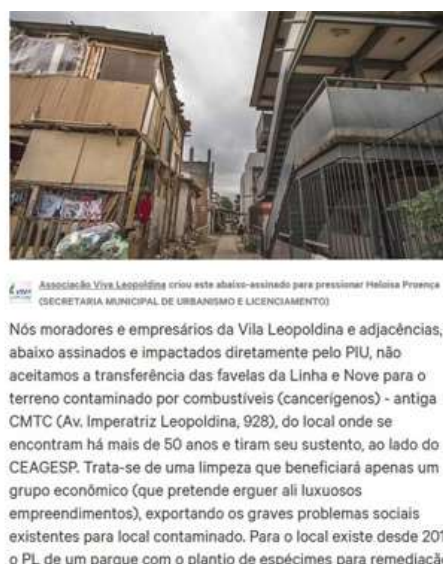 Associação Viva Leopoldina criou este abaixo-assinado para pressionar Heloisa Proença
(SECRETARIA MUNICIPAL DE URBANISMO E LICENCIAMENTO)
Nós moradores e empresários da Vila Leopoldina e adjacências,
abaixo assinados e impactados diretamente pelo PIU, não
aceitamos a transferência das favelas da Linha e Nove para o
terreno contaminado por combustíveis (cancerígenos) - antiga
CMTC (Av. Imperatriz Leopoldina, 928), do local onde se
encontram há mais de 50 anos e tiram seu sustento, ao lado do
CEAGESP. Trata-se de uma limpeza que beneficiará apenas um
grupo econômico (que pretende erguer ali luxuosos
empreendimentos), exportando os graves problemas sociais
existentes para local contaminado. Para o local existe desde 201
o PL de um parque com o plantio de espécimes para remediação